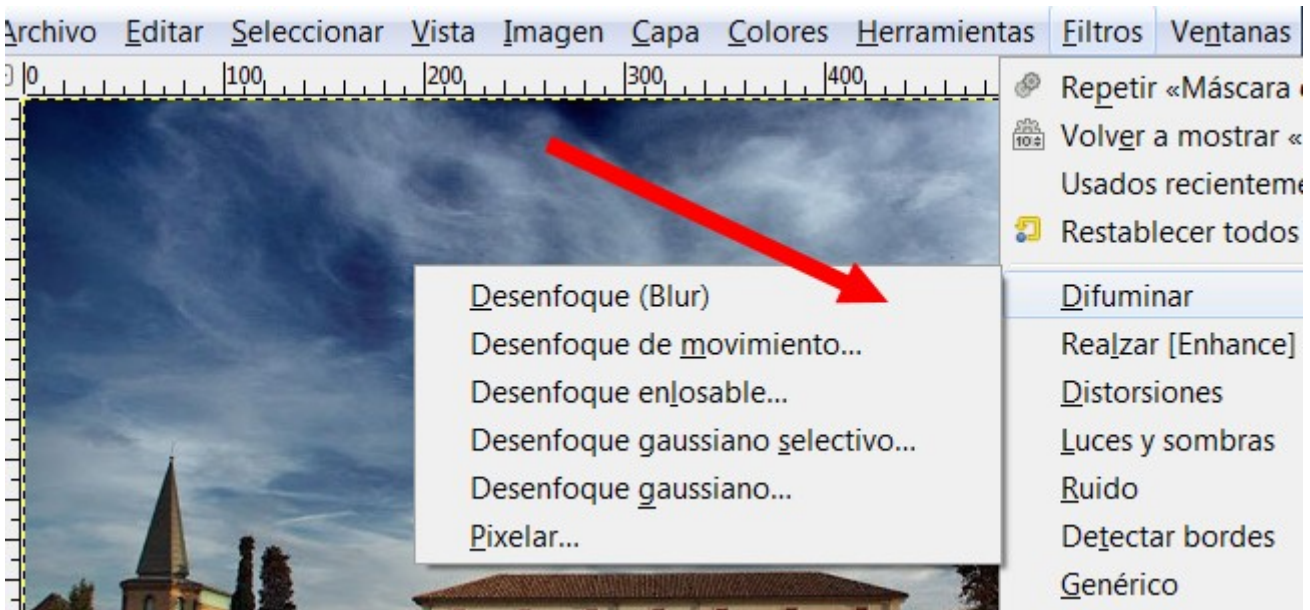 Archivo Editar Seleccionar Vista Imagen Capa Colores Herramientas Filtros Ventanas
0 100 200 300 400
Repetir «Máscara
Volver a mostrar «
Usados recienteme
Restablecer todos
Difuminar
Realzar [Enhance]
Distorsiones
Luces y sombras
Ruido
Detectar bordes
Genérico
Desenfoque (Blur)
Desenfoque de movimiento...
Desenfoque enlosable...
Desenfoque gaussiano selectivo...
Desenfoque gaussiano...
Pixelar...